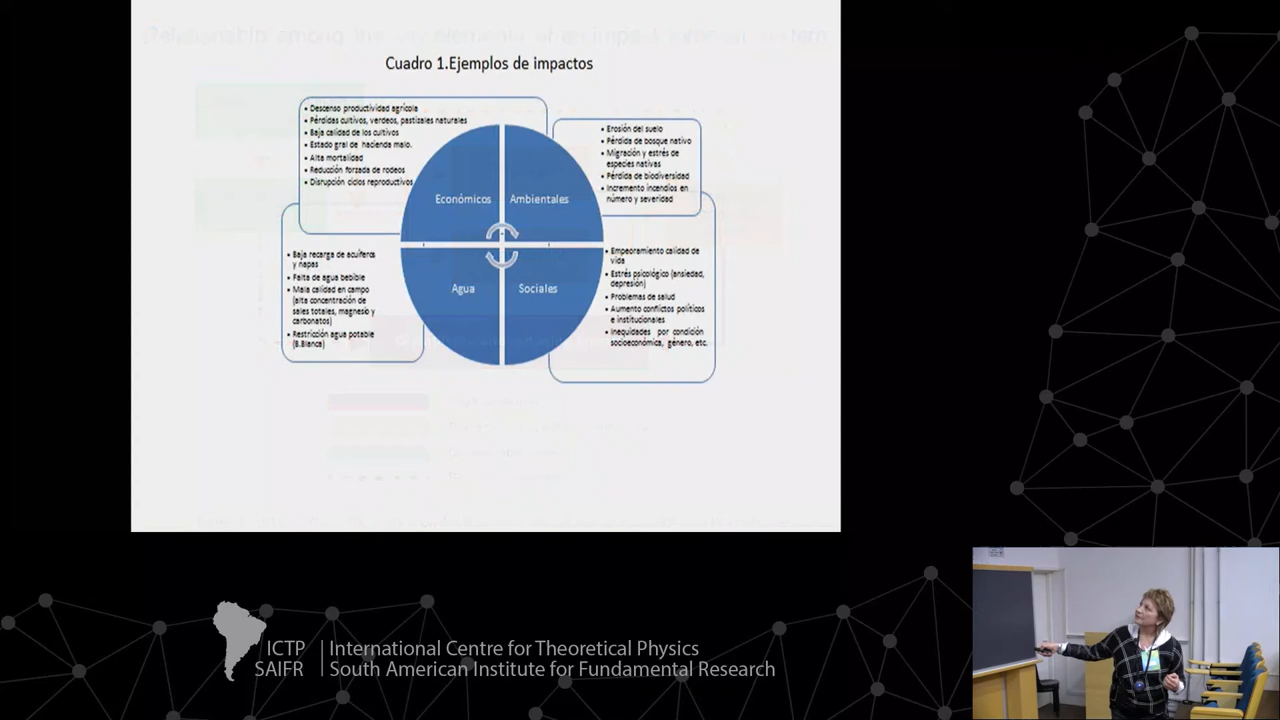 Cuadro 1.Ejemplos de impactos
• Descenso productividad agrícola
• Pérdidas cultivos, verdeos, pastizales naturales
• Baja calidad de los cultivos
• Estado gral de hacienda malo.
• Alta mortalidad
• Reducción forzada de rodeos
• Disrupción ciclos reproductivos
• Erosión del suelo
• Pérdida de bosque nativo
• Migración y estrés de
especies nativas
• Pérdida de biodiversidad
• Incremento incendios en
número y severidad
Económicos
Ambientales
• Baja recarga de acuíferos
y napas
• Falta de agua bebible
• Mala calidad en campo
(alta concentración de
sales totales, magnesio y
carbonatos)
• Restricción agua potable
(B.Blanca)
Agua
Sociales
• Empeoramiento calidad de
vida
• Estrés psicológico (ansiedad,
depresión)
• Problemas de salud
• Aumento conflictos políticos
e institucionales
• Inequidades por condición
socioeconómica, género, etc.
ICTP
SAIFR
International Centre for Theoretical Physics
South American Institute for Fundamental Research